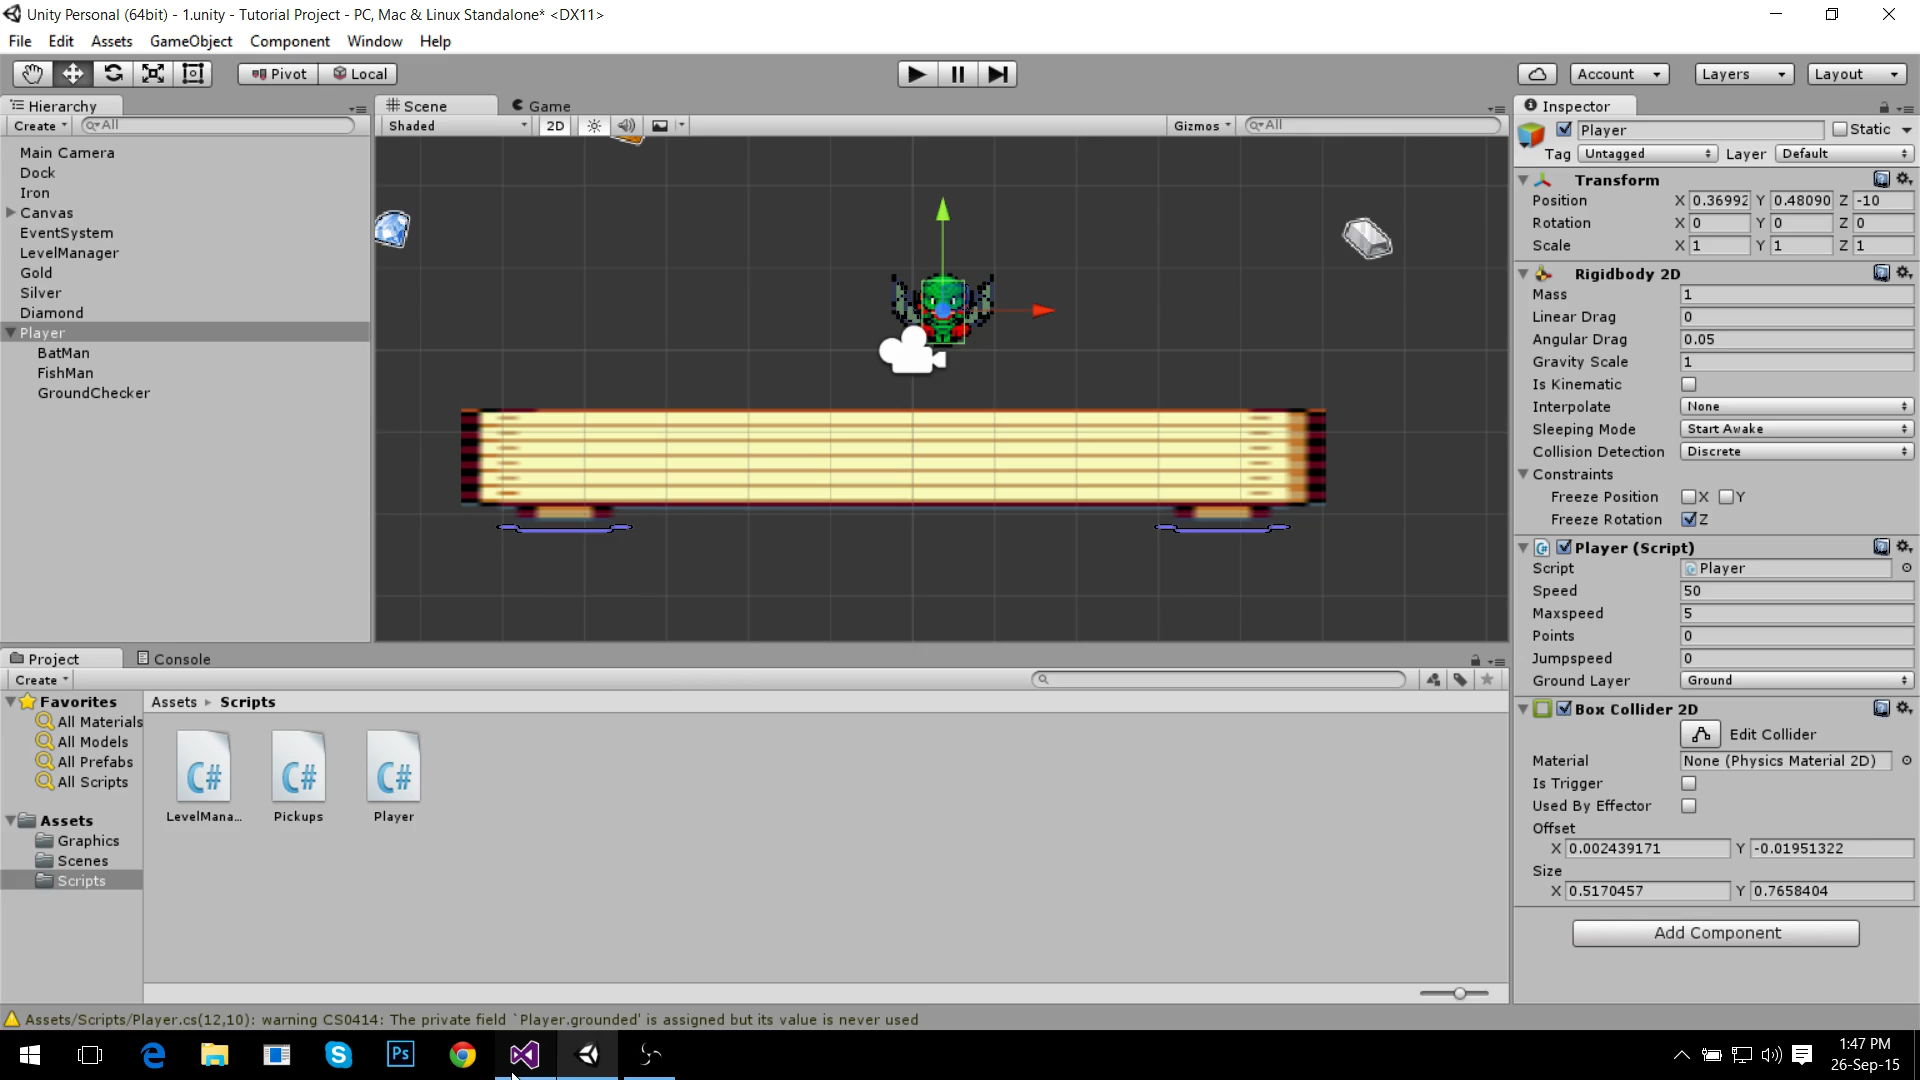 Unity Personal (64bit) - 1.unity - Tutorial Project - PC, Mac & Linux Standalone* <DX11>
File Edit Assets GameObject Component Window Help
Pivot Local Account Layers Layout
Hierarchy
Create All
Main Camera
Dock
Iron
Canvas
EventSystem
LevelManager
Gold
Silver
Diamond
Player
BatMan
FishMan
GroundChecker
Scene Game
Shaded 2D Gizmos All
Inspector
Player Static
Tag Untagged Layer Default
Transform
Position X 0.36992 Y 0.48090 Z -10
Rotation X 0 Y 0 Z 0
Scale X 1 Y 1 Z 1
Rigidbody 2D
Mass 1
Linear Drag 0
Angular Drag 0.05
Gravity Scale 1
Is Kinematic
Interpolate None
Sleeping Mode Start Awake
Collision Detection Discrete
Constraints
Freeze Position X Y
Freeze Rotation Z
Player (Script)
Script Player
Speed 50
Maxspeed 5
Points 0
Jumpspeed 0
Ground Layer Ground
Box Collider 2D
Edit Collider
Material None (Physics Material 2D)
Is Trigger
Used By Effector
Offset
X 0.002439171 Y -0.01951322
Size
X 0.5170457 Y 0.7658404
Add Component
Project Console
Create
Favorites
All Materials
All Models
All Prefabs
All Scripts
Assets
Graphics
Scenes
Scripts
Assets ▸ Scripts
C# C# C#
LevelMana... Pickups Player
Assets/Scripts/Player.cs(12,10): warning CS0414: The private field `Player.grounded' is assigned but its value is never used
Ps
1:47 PM
26-Sep-15